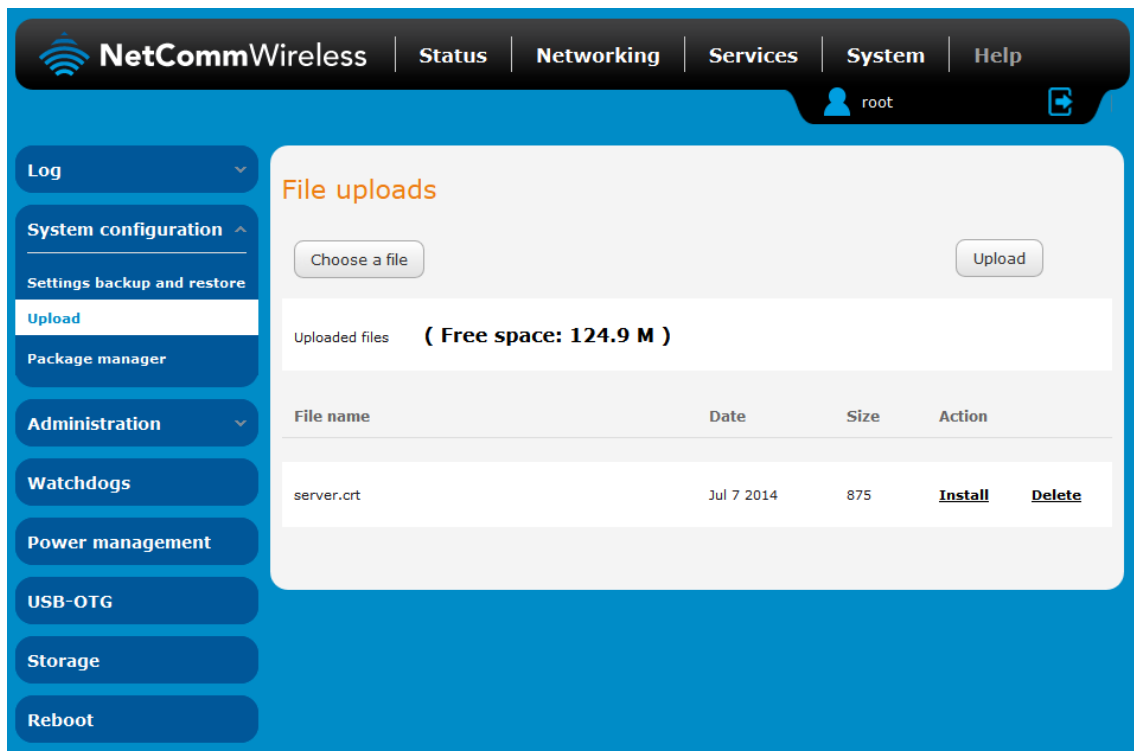 NetCommWireless Status Networking Services System Help
root
Log
System configuration
Settings backup and restore
Upload
Package manager
Administration
Watchdogs
Power management
USB-OTG
Storage
Reboot
File uploads
Choose a file Upload
Uploaded files ( Free space: 124.9 M )
File name Date Size Action
server.crt Jul 7 2014 875 Install Delete